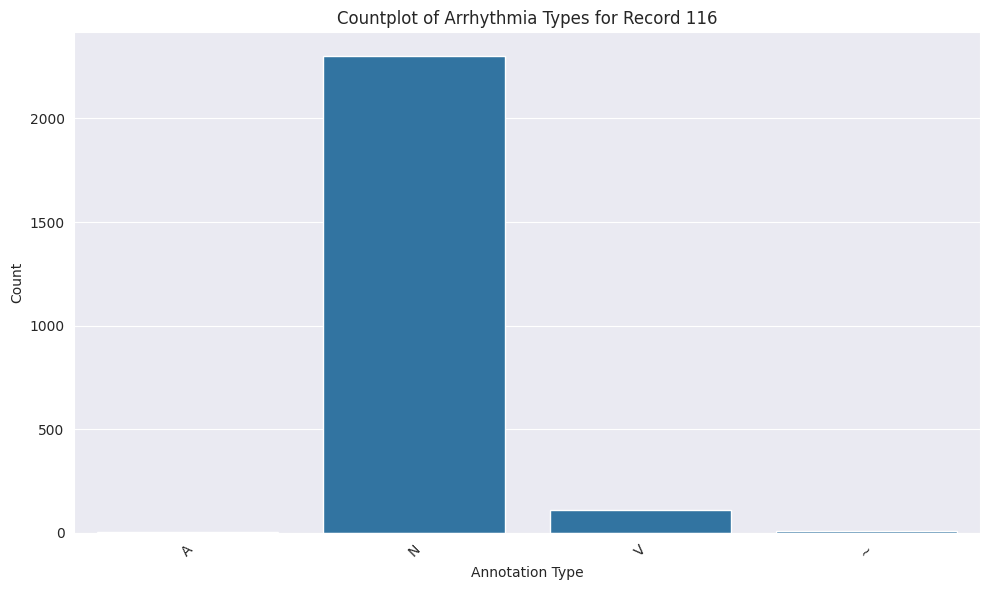 Countplot of Arrhythmia Types for Record 116
2000
1500
1000
500
0
Count
A
N
V
~
Annotation Type